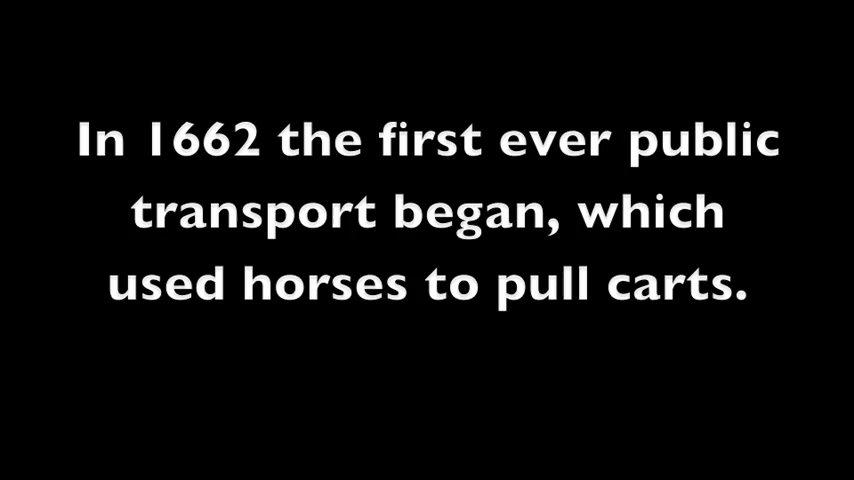 In 1662 the first ever public
transport began, which
used horses to pull carts.